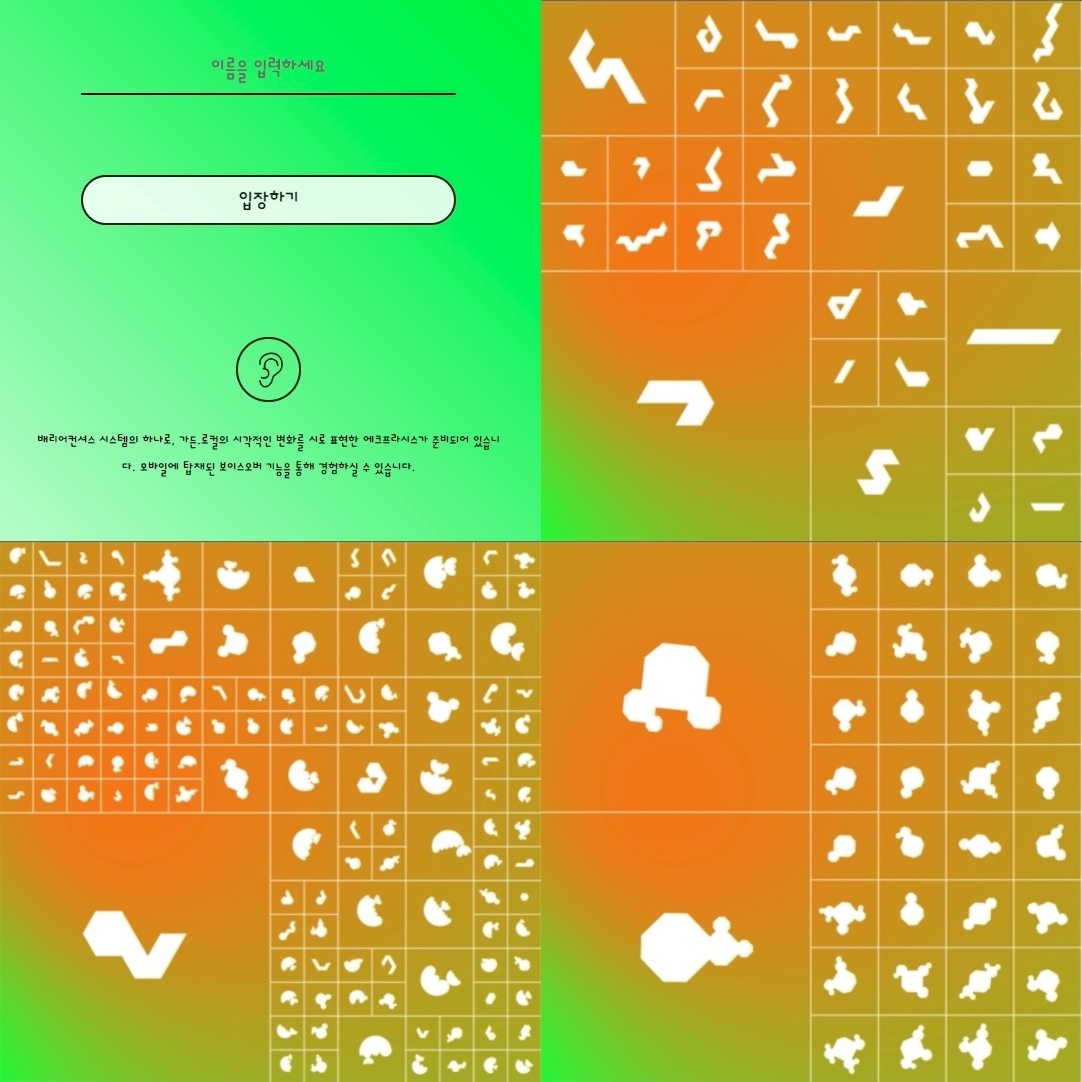 이름을 입력하세요
입장하기
배리어컨셔스 시스템의 하나로, 가든.로컬의 시각적인 변화를 시로 표현한 에크프라시스가 준비되어 있습니
다. 모바일에 탑재된 보이스오버 기능을 통해 경험하실 수 있습니다.